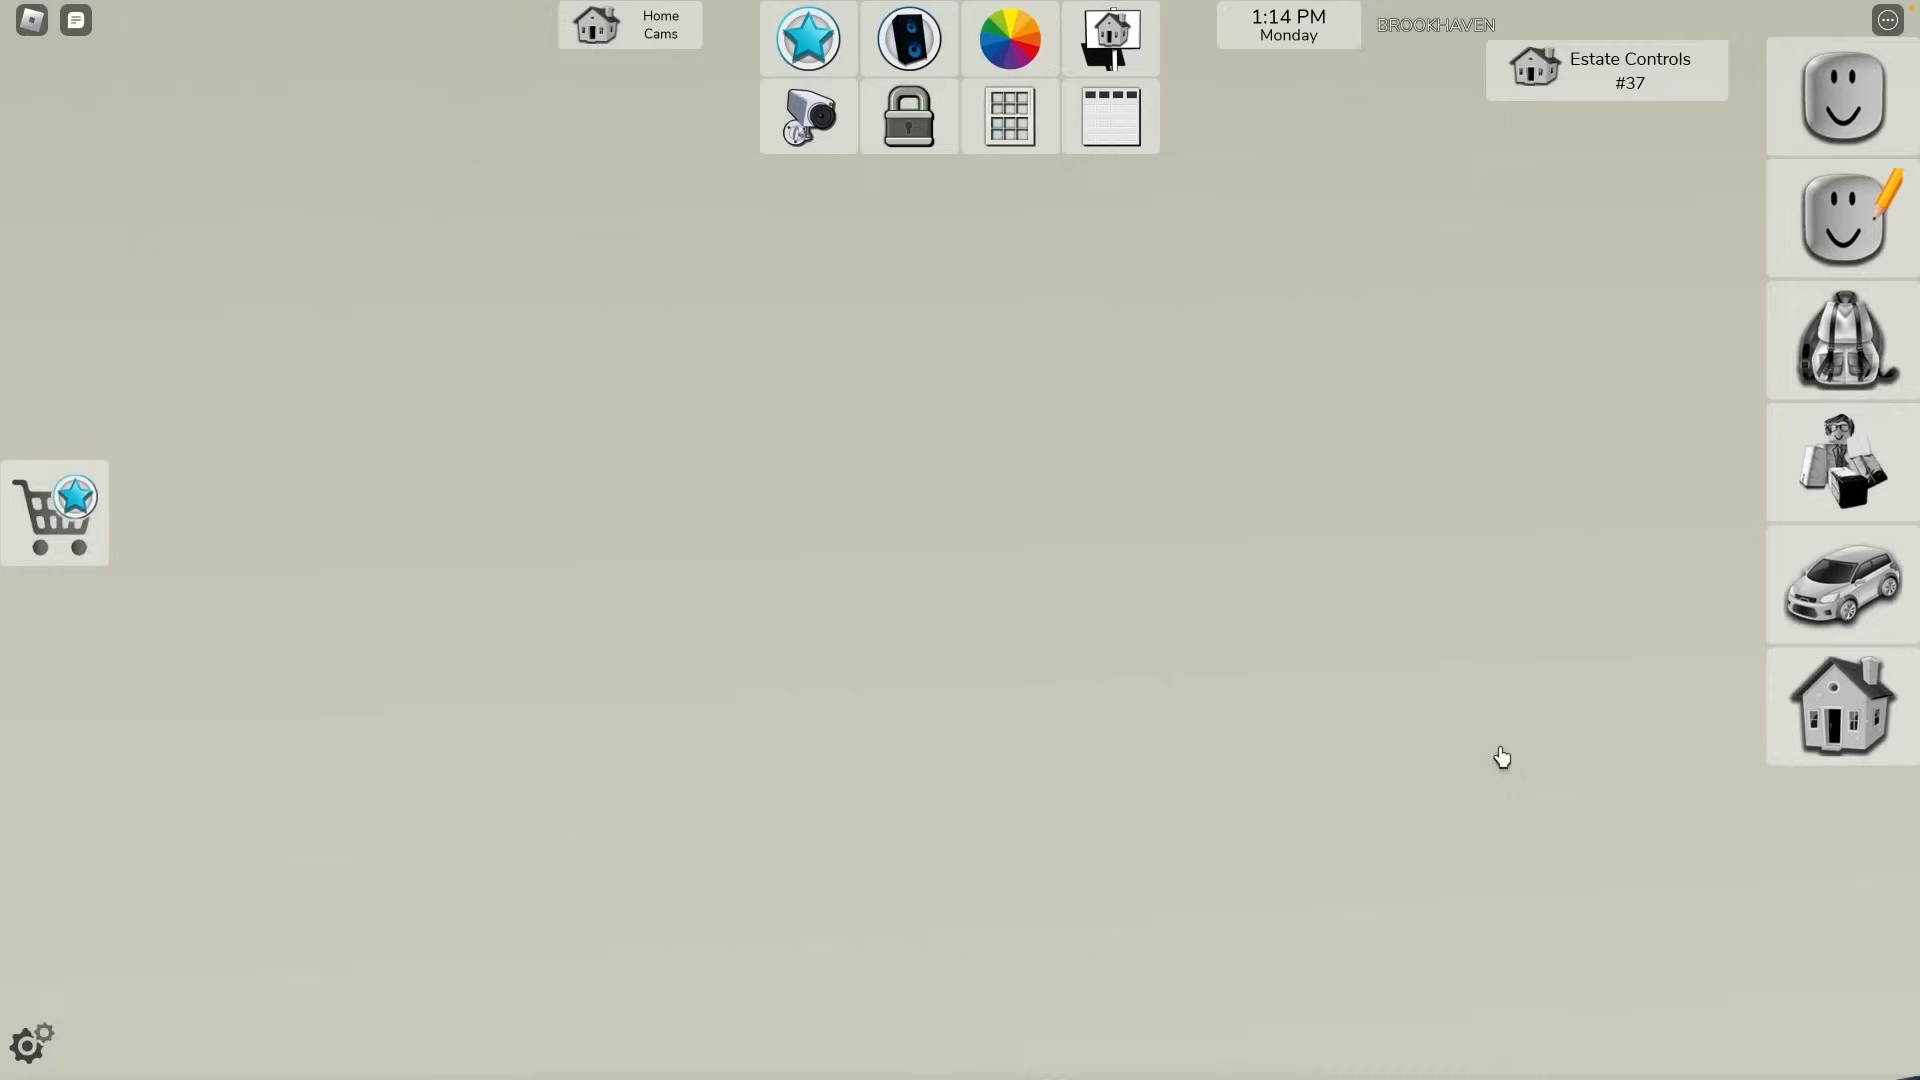 Home
Cams
1:14 PM
Monday
BROOKHAVEN
Estate Controls
#37